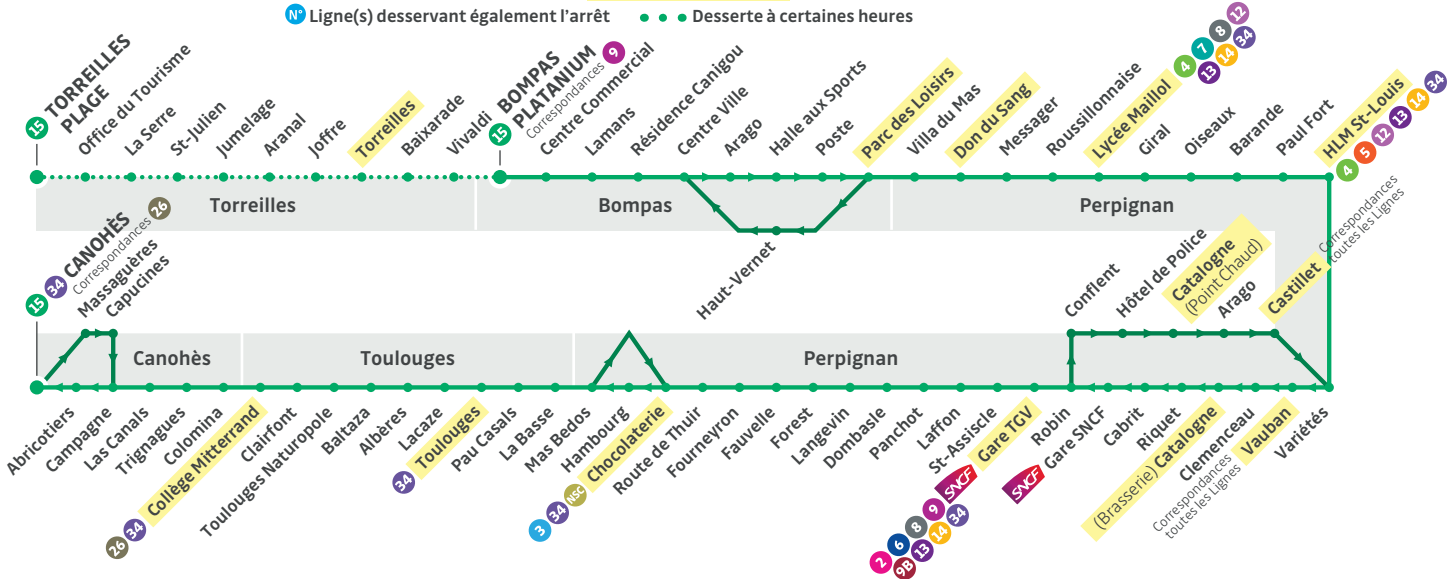 N° Ligne(s) desservant également l'arrêt
Desserte à certaines heures
15 TORREILLES
PLAGE
Office du Tourisme
La Serre
St-Julien
Jumelage
Aranal
Joffre
Torreilles
Baixarade
Vivaldi
15 BOMPAS
PLATANIUM
Correspondances 9
Centre Commercial
Lamans
Résidence Canigou
Centre Ville
Arago
Halle aux Sports
Poste
Parc des Loisirs
Villa du Mas
Don du Sang
Messager
Roussillonnaise
Lycée Maillol 4 7 8 12
13 14 34
Giral
Oiseaux
Barande
Paul Fort
HLM St-Louis
4 5 12 13 14 34
Torreilles
Bompas
Perpignan
Haut-Vernet
15 34 CANOHÈS
Correspondances 26
Massaguères
Capucines
Conflent
Hôtel de Police
Catalogne
(Point Chaud)
Arago
Castillet
Correspondances
toutes les Lignes
Canohès
Toulouges
Perpignan
Abricotiers
Campagne
Las Canals
Trignagues
Colomina
26 34 Collège Mitterrand
Clairfont
Toulouges Naturopole
Baltazza
Albères
Lacaze
34 Toulouges
Pau Casals
La Basse
Mas Bedos
Hambourg
3 34 NSC Chocolaterie
Route de Thuir
Fourneyron
Fauvelle
Forest
Langevin
Dombasle
Panchot
Laffon
St-Assiscle
SNCF Gare TGV
2 6 8 9
9B 13 14 34
Robin
SNCF Gare SNCF
Cabrit
Riquet
(Brasserie) Catalogne
Clemenceau
Vauban
Correspondances
toutes les Lignes
Variétés